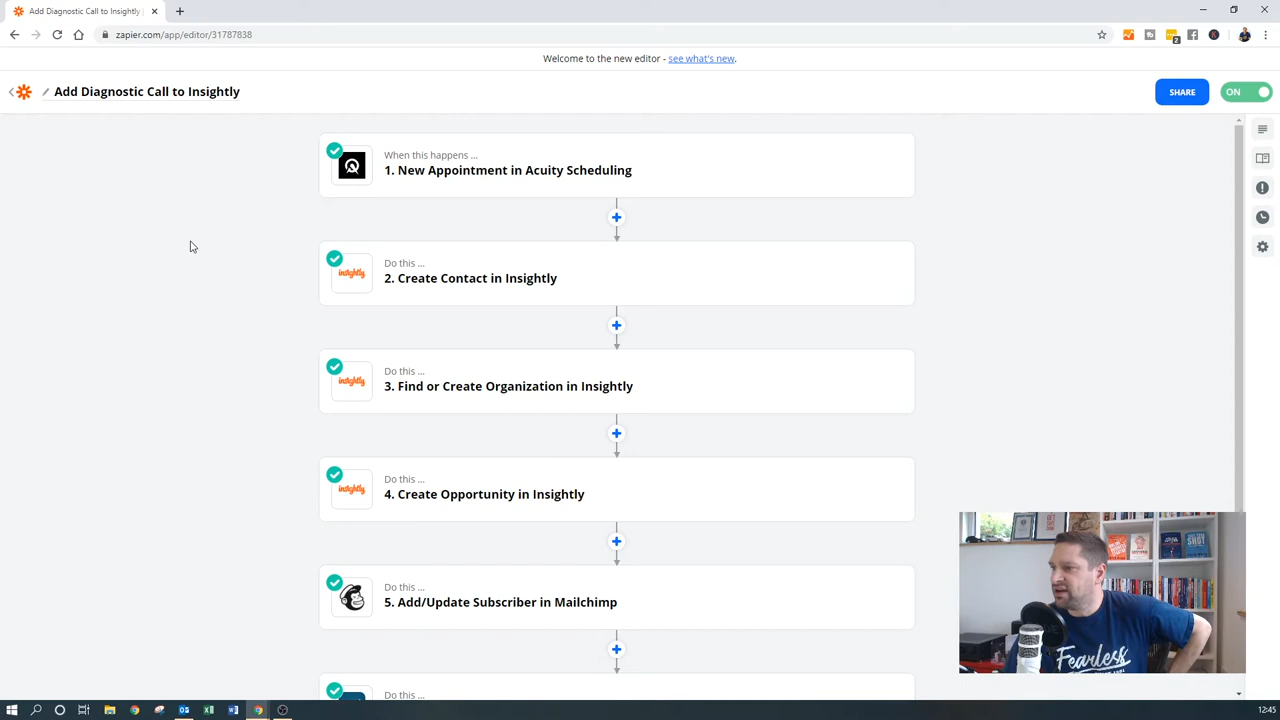 Add Diagnostic Call to Insightly |
zapier.com/app/editor/31787838
2
Welcome to the new editor - see what's new.
Add Diagnostic Call to Insightly
SHARE
ON
When this happens ...
1. New Appointment in Acuity Scheduling
Do this ...
insightly
2. Create Contact in Insightly
Do this ...
insightly
3. Find or Create Organization in Insightly
Do this ...
insightly
4. Create Opportunity in Insightly
Do this ...
5. Add/Update Subscriber in Mailchimp
Do this ...
Fearless
12:45